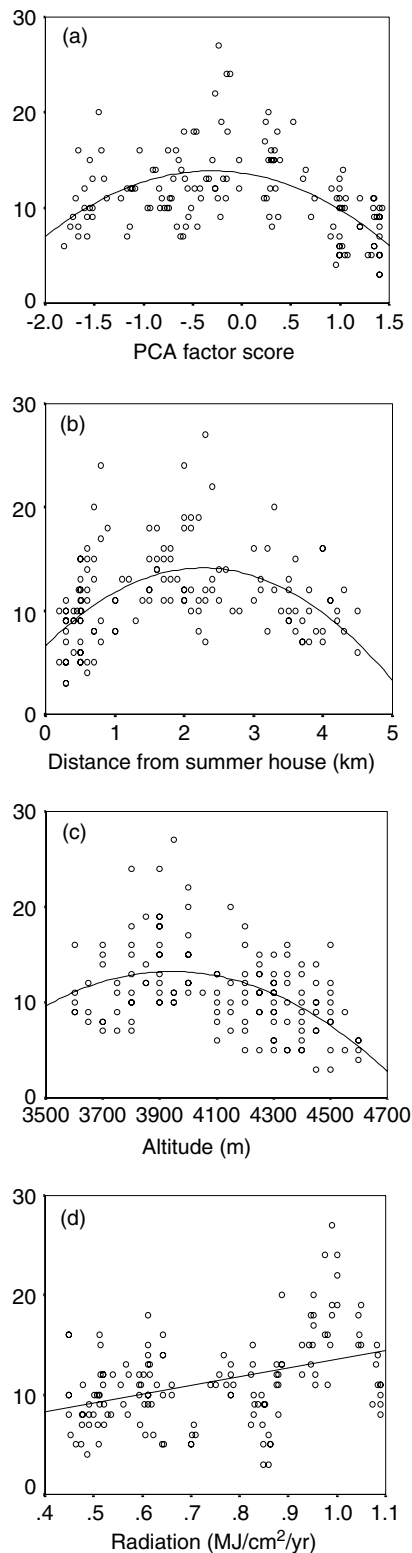 (a)
30
20
10
0
-2.0 -1.5 -1.0 -.5 0.0 .5 1.0 1.5
PCA factor score
(b)
30
20
10
0
0 1 2 3 4 5
Distance from summer house (km)
(c)
30
20
10
0
3500 3700 3900 4100 4300 4500 4700
Altitude (m)
(d)
30
20
10
0
.4 .5 .6 .7 .8 .9 1.0 1.1
Radiation (MJ/cm²/yr)